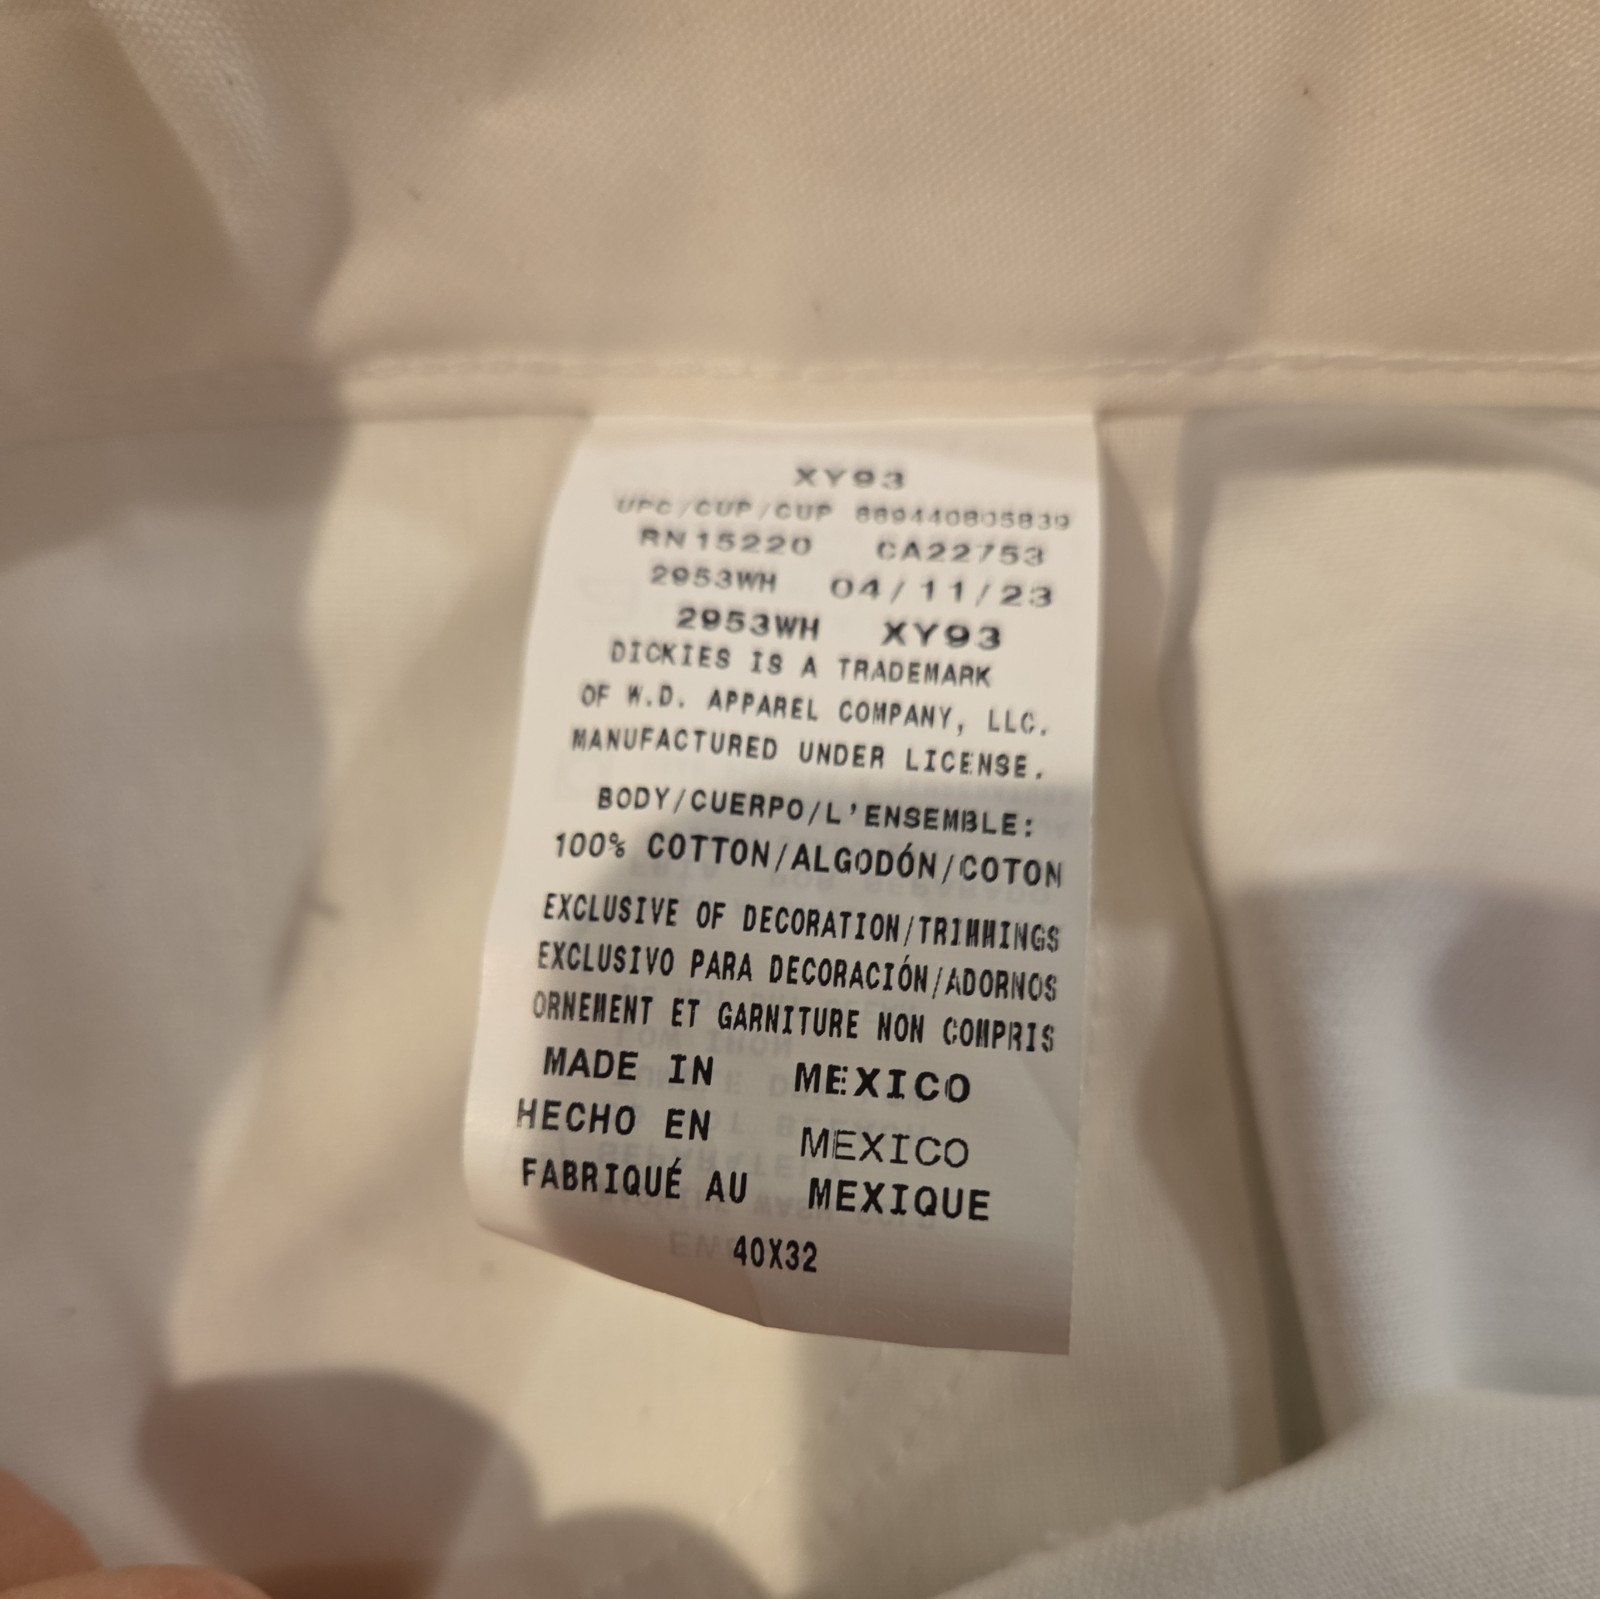 XY93
UPC/CUP/CUP 889440805839
RN15220 CA22753
2953WH 04/11/23
2953WH XY93
DICKIES IS A TRADEMARK
OF W.D. APPAREL COMPANY, LLC.
MANUFACTURED UNDER LICENSE.
BODY/CUERPO/L'ENSEMBLE:
100% COTTON/ALGODÓN/COTON
EXCLUSIVE OF DECORATION/TRIMMINGS
EXCLUSIVO PARA DECORACIÓN/ADORNOS
ORNEMENT ET GARNITURE NON COMPRIS
MADE IN MEXICO
HECHO EN MEXICO
FABRIQUÉ AU MEXIQUE
40X32